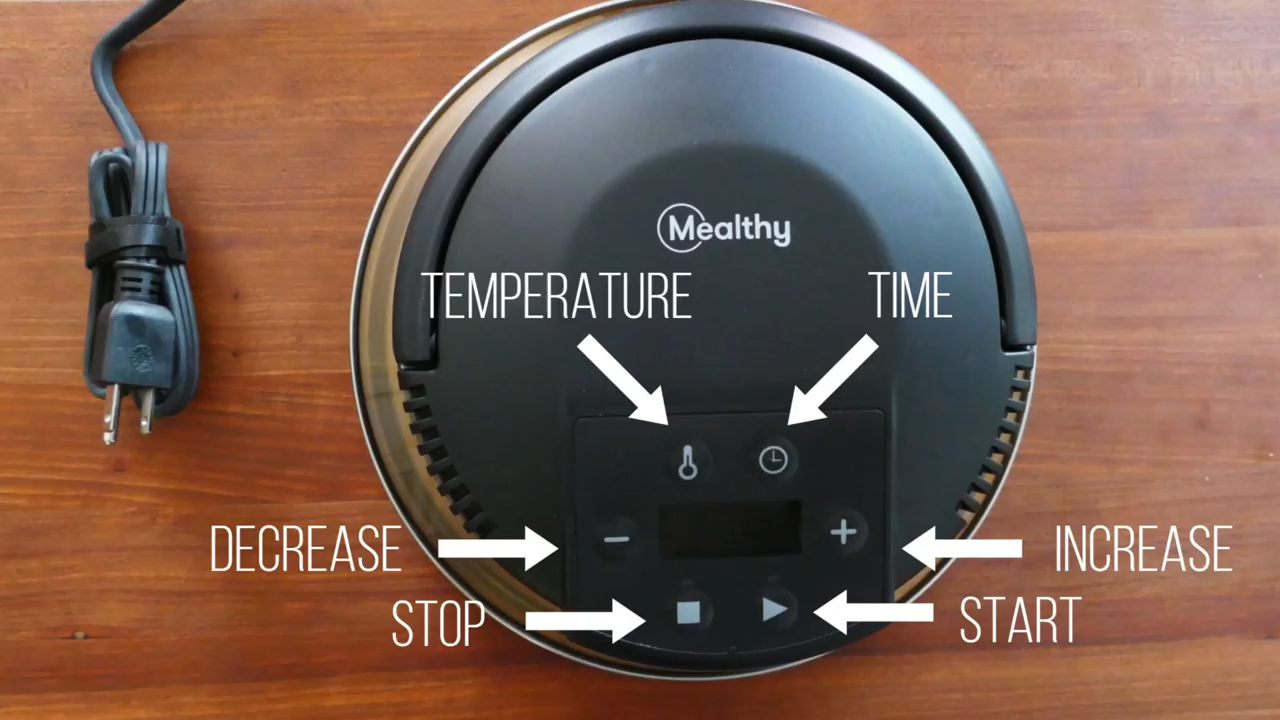 Mealthy
TEMPERATURE
TIME
DECREASE
INCREASE
STOP
START